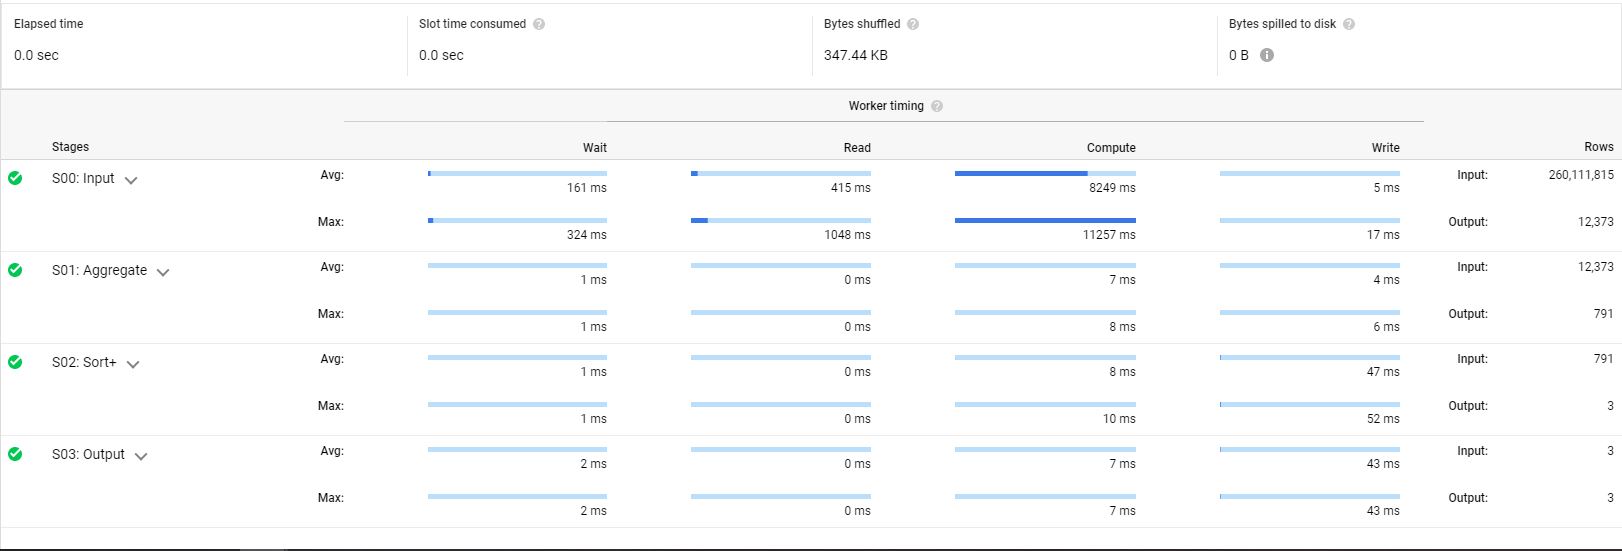 Elapsed time Slot time consumed ? Bytes shuffled ? Bytes spilled to disk ?
0.0 sec 0.0 sec 347.44 KB 0 B i
Worker timing ?
Stages Wait Read Compute Write Rows
S00: Input Avg: 161 ms 415 ms 8249 ms 5 ms Input: 260,111,815
Max: 324 ms 1048 ms 11257 ms 17 ms Output: 12,373
S01: Aggregate Avg: 1 ms 0 ms 7 ms 4 ms Input: 12,373
Max: 1 ms 0 ms 8 ms 6 ms Output: 791
S02: Sort+ Avg: 1 ms 0 ms 8 ms 47 ms Input: 791
Max: 1 ms 0 ms 10 ms 52 ms Output: 3
S03: Output Avg: 2 ms 0 ms 7 ms 43 ms Input: 3
Max: 2 ms 0 ms 7 ms 43 ms Output: 3